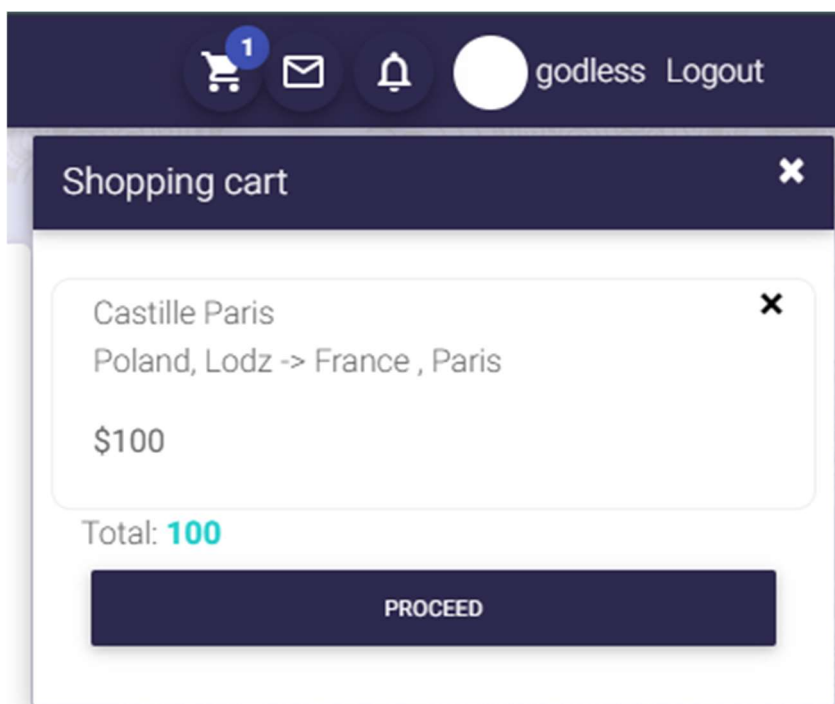 1
godless Logout
Shopping cart
Castille Paris
Poland, Lodz -> France , Paris
$100
Total: 100
PROCEED